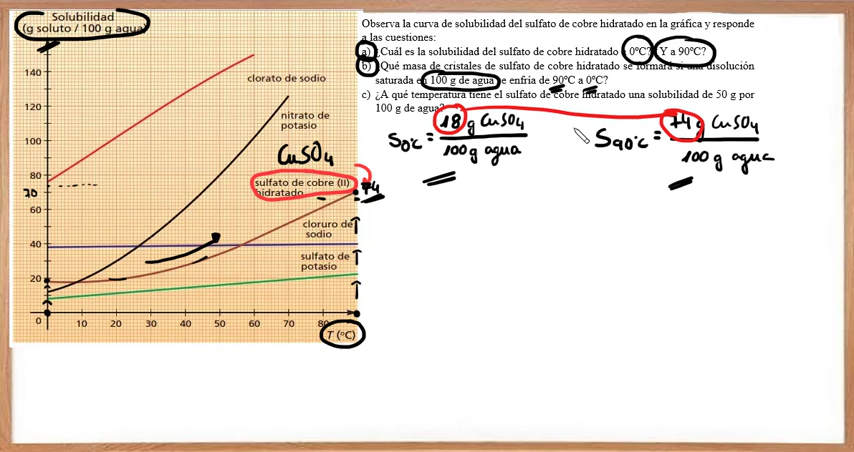 Solubilidad
(g soluto / 100 g agua)
140
120
100
80
70
60
40
20
0
10
20
30
40
50
60
70
80
T (°C)
clorato de sodio
nitrato de
potasio
CuSO4
sulfato de cobre (II)
hidratado
74
cloruro de
sodio
sulfato de
potasio
Observa la curva de solubilidad del sulfato de cobre hidratado en la gráfica y responde
a las cuestiones:
a) ¿Cuál es la solubilidad del sulfato de cobre hidratado a 0ºC? Y a 90ºC?
b) ¿Qué masa de cristales de sulfato de cobre hidratado se formará si una disolución
saturada en 100 g de agua se enfría de 90ºC a 0ºC?
c) ¿A qué temperatura tiene el sulfato de cobre hidratado una solubilidad de 50 g por
100 g de agua?
S0ºC = 18 g CuSO4
100 g agua
S90ºC = 74 g CuSO4
100 g agua